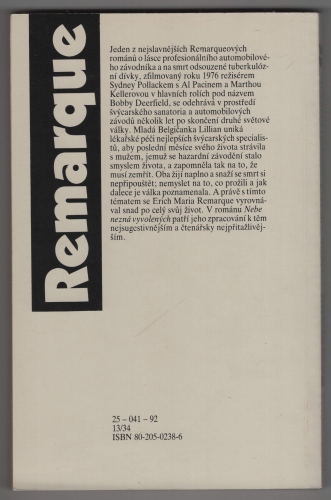 Remarque
Jeden z nejslavnějších Remarqueových
románů o lásce profesionálního automobilové-
ho závodníka a na smrt odsouzené tuberkulóz-
ní dívky, zfilmovaný roku 1976 režisérem
Sydney Pollackem s Al Pacinem a Marthou
Kellerovou v hlavních rolích pod názvem
Bobby Deerfield, se odehrává v prostředí
švýcarského sanatoria a automobilových
závodů několik let po skončení druhé světové
války. Mladá Belgičanka Lillian uniká
lékařské péči nejlepších švýcarských specialis-
tů, aby poslední měsíce svého života strávila
s mužem, jemuž se hazardní závodění stalo
smyslem života, a zapomněla tak na to, že
musí zemřít. Oba žijí naplno a snaží se smrt si
nepřipouštět; nemyslet na to, co prožili a jak
dalece je válka poznamenala. A právě s tímto
tématem se Erich Maria Remarque vyrovná-
val snad po celý svůj život. V románu Nebe
nezná vyvolených patří jeho zpracování k těm
nejsugestivnějším a čtenářsky nejpřitažlivěj-
ším.
25 – 041 – 92
13/34
ISBN 80-205-0238-6